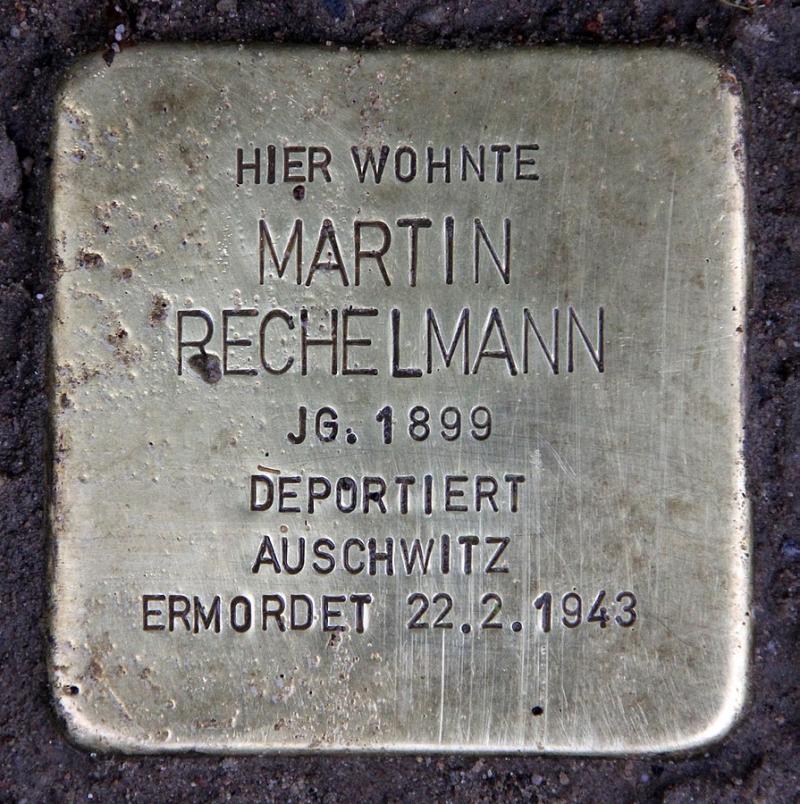 HIER WOHNTE
MARTIN
RECHELMANN
JG. 1899
DEPORTIERT
AUSCHWITZ
ERMORDET 22.2.1943